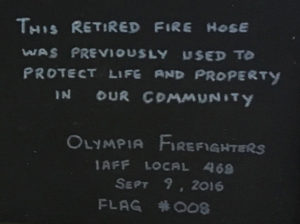 THIS RETIRED FIRE HOSE
WAS PREVIOUSLY USED TO
PROTECT LIFE AND PROPERTY
IN OUR COMMUNITY
OLYMPIA FIREFIGHTERS
IAFF LOCAL 468
SEPT 9, 2016
FLAG #008